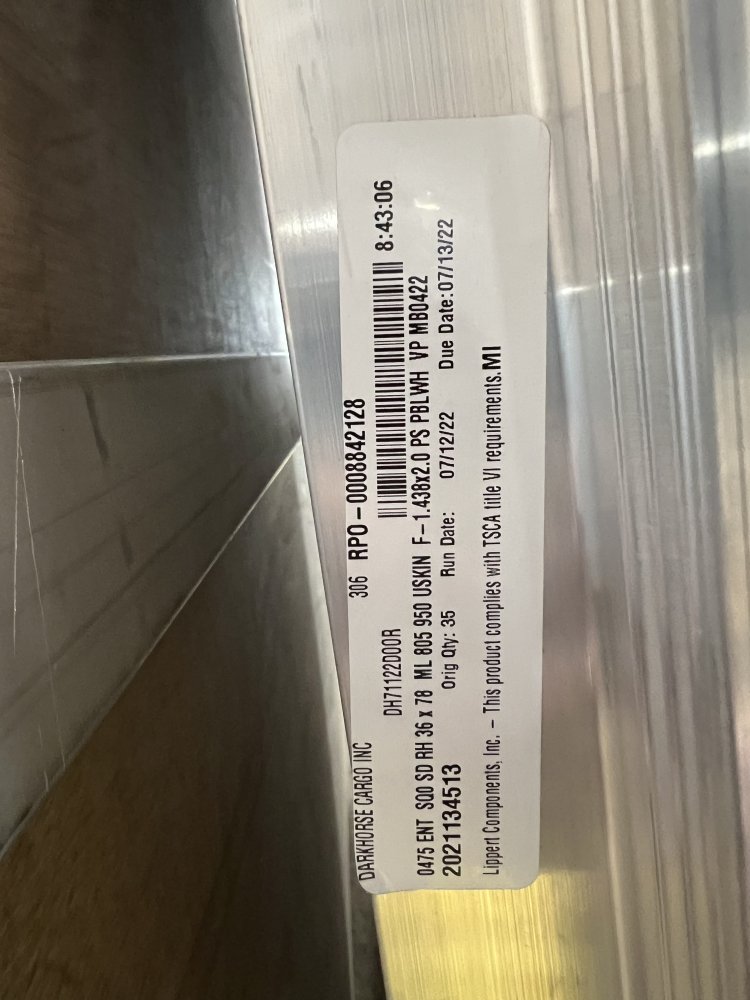 DARKHORSE CARGO INC
306 RPO-0008842128
DH71122DOOR 8:43:06
0475 ENT SQ0 SD RH 36 x 78 ML 805 950 USKIN F-1.438x2.0 PS PBLWH VP MB0422
2021134513 Orig Qty: 35 Run Date: 07/12/22 Due Date:07/13/22
Lippert Components, Inc. - This product complies with TSCA title VI requirements.MI